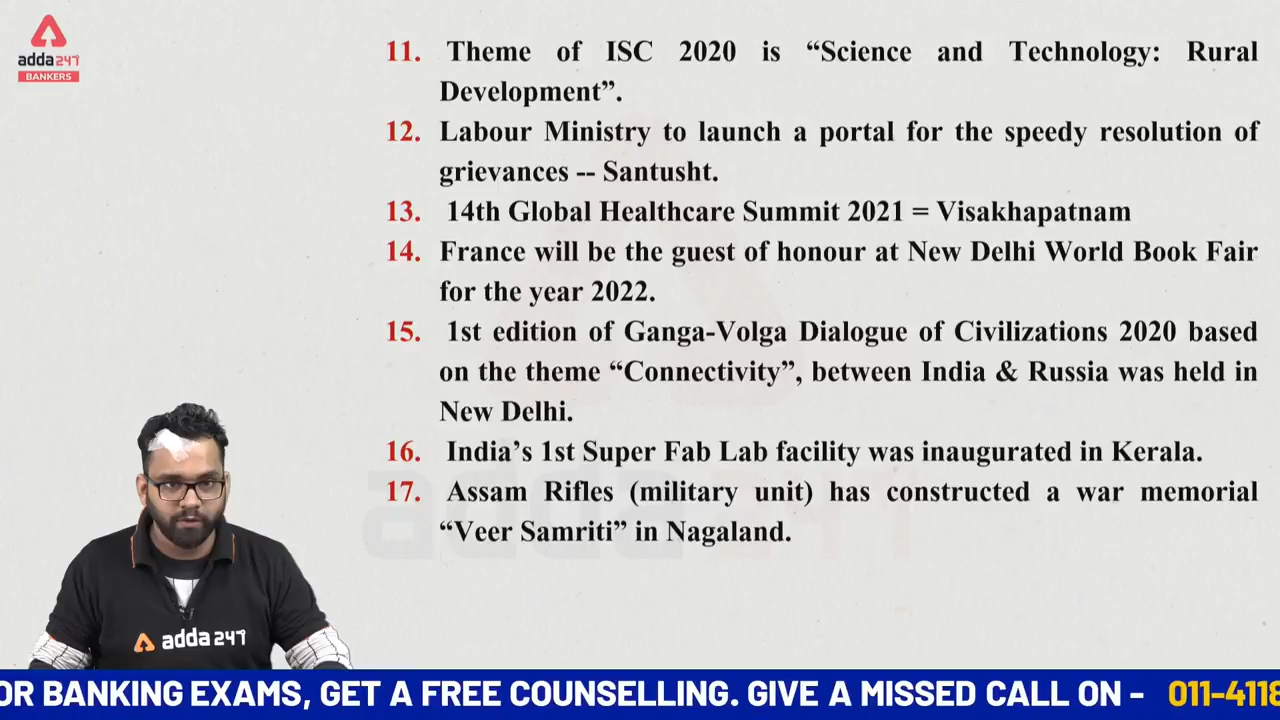 adda247
BANKERS
11. Theme of ISC 2020 is “Science and Technology: Rural
Development”.
12. Labour Ministry to launch a portal for the speedy resolution of
grievances -- Santusht.
13. 14th Global Healthcare Summit 2021 = Visakhapatnam
14. France will be the guest of honour at New Delhi World Book Fair
for the year 2022.
15. 1st edition of Ganga-Volga Dialogue of Civilizations 2020 based
on the theme “Connectivity”, between India & Russia was held in
New Delhi.
16. India’s 1st Super Fab Lab facility was inaugurated in Kerala.
17. Assam Rifles (military unit) has constructed a war memorial
“Veer Samriti” in Nagaland.
adda247
adda247
OR BANKING EXAMS, GET A FREE COUNSELLING. GIVE A MISSED CALL ON - 011-4118